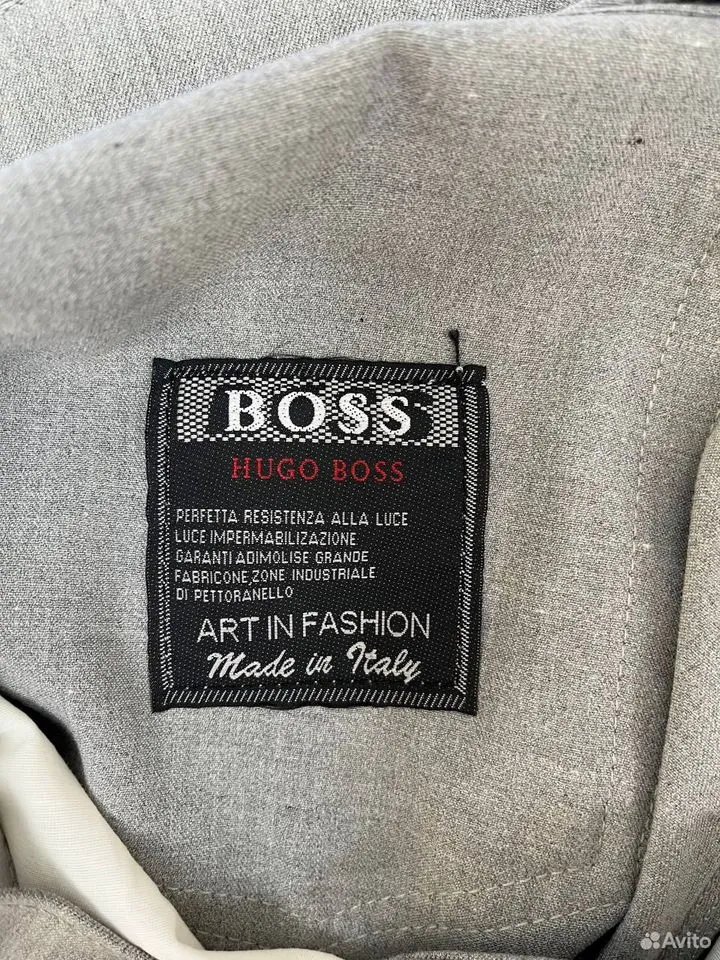 BOSS
HUGO BOSS
PERFETTA RESISTENZA ALLA LUCE
LUCE IMPERMABILIZAZIONE
GARANTI ADIMOLISE GRANDE
FABRICONE,ZONE INDUSTRIALE
DI PETTORANELLO
ART IN FASHION
Made in Italy
Avito